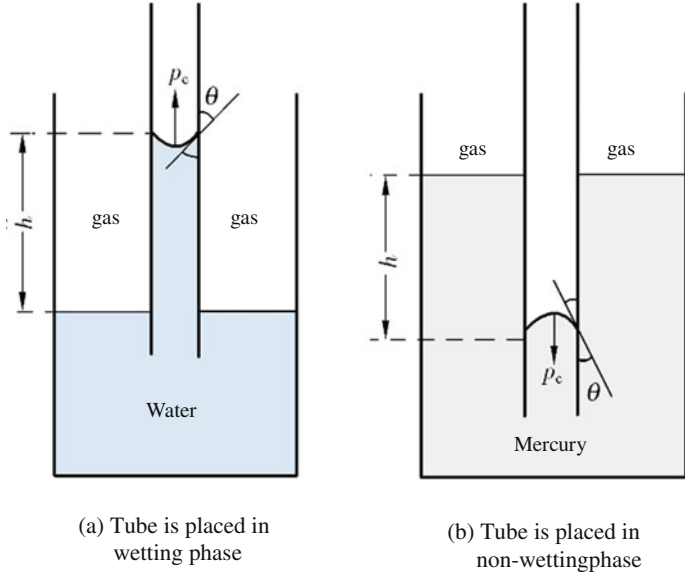 p_c
θ
h
gas
gas
Water
(a) Tube is placed in
wetting phase
gas
gas
h
p_c
θ
Mercury
(b) Tube is placed in
non-wettingphase